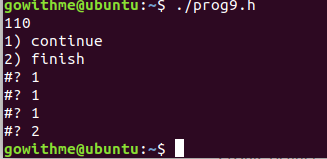 gowithme@ubuntu:~$ ./prog9.h
110
1) continue
2) finish
#? 1
#? 1
#? 1
#? 2
gowithme@ubuntu:~$